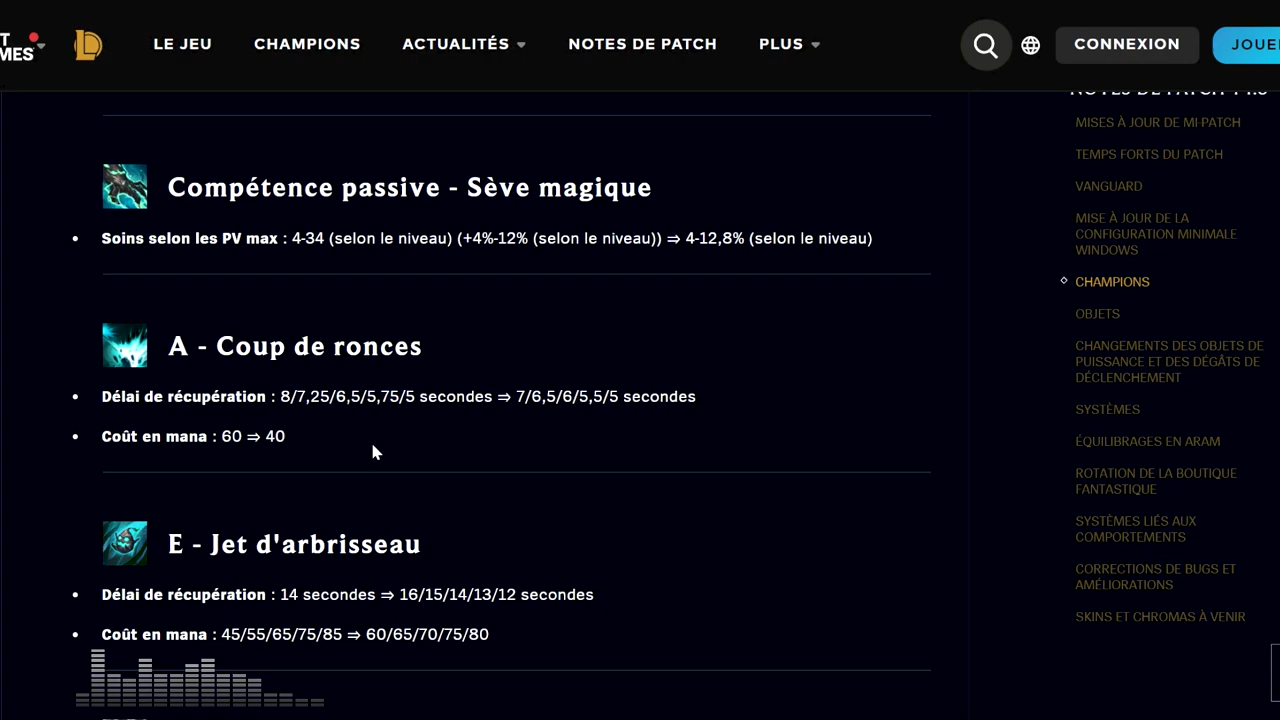 LE JEU
CHAMPIONS
ACTUALITÉS
NOTES DE PATCH
PLUS
CONNEXION
Compétence passive - Sève magique
• Soins selon les PV max : 4-34 (selon le niveau) (+4%-12% (selon le niveau)) ⇒ 4-12,8% (selon le niveau)
A - Coup de ronces
• Délai de récupération : 8/7,25/6,5/5,75/5 secondes ⇒ 7/6,5/6/5,5/5 secondes
• Coût en mana : 60 ⇒ 40
E - Jet d'arbrisseau
• Délai de récupération : 14 secondes ⇒ 16/15/14/13/12 secondes
• Coût en mana : 45/55/65/75/85 ⇒ 60/65/70/75/80
MISES À JOUR DE MI-PATCH
TEMPS FORTS DU PATCH
VANGUARD
MISE À JOUR DE LA
CONFIGURATION MINIMALE
WINDOWS
CHAMPIONS
OBJETS
CHANGEMENTS DES OBJETS DE
PUISSANCE ET DES DÉGÂTS DE
DÉCLENCHEMENT
SYSTÈMES
ÉQUILIBRAGES EN ARAM
ROTATION DE LA BOUTIQUE
FANTASTIQUE
SYSTÈMES LIÉS AUX
COMPORTEMENTS
CORRECTIONS DE BUGS ET
AMÉLIORATIONS
SKINS ET CHROMAS À VENIR